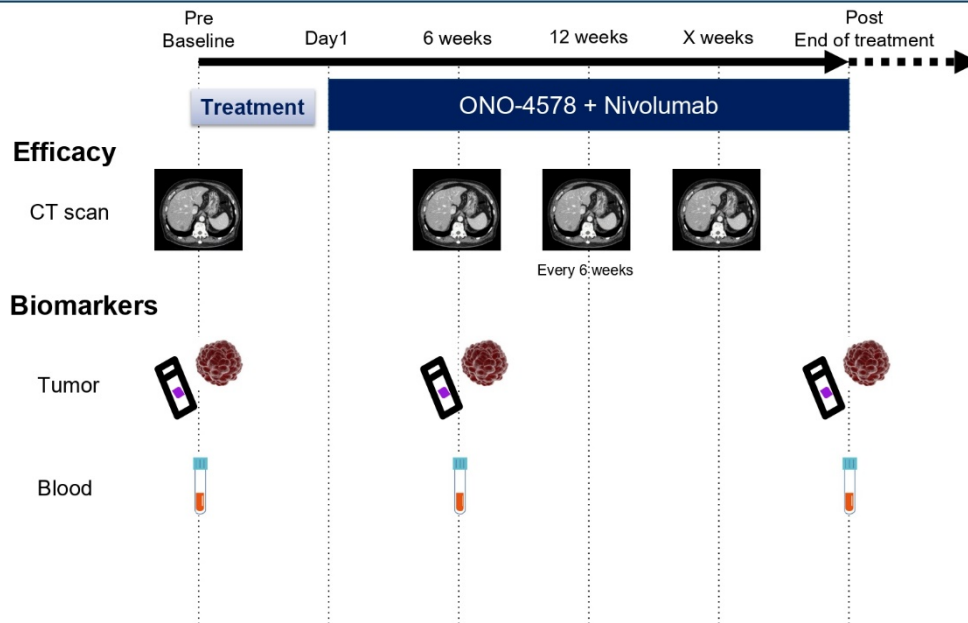 Pre
Baseline
Day1
6 weeks
12 weeks
X weeks
Post
End of treatment
Treatment
ONO-4578 + Nivolumab
Efficacy
CT scan
Every 6 weeks
Biomarkers
Tumor
Blood